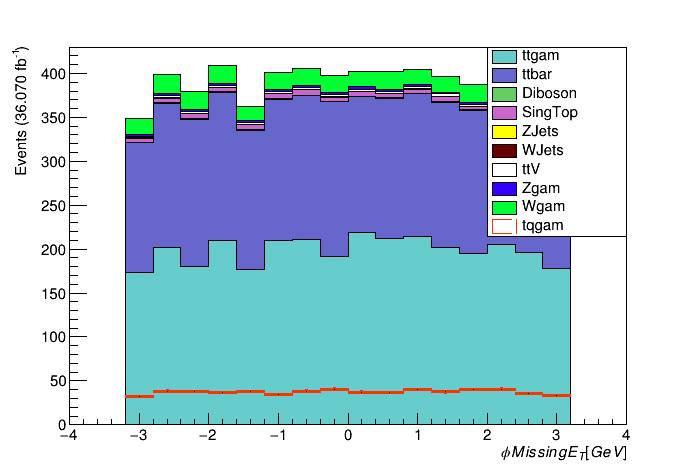 Events (36.070 fb⁻¹)
400
350
300
250
200
150
100
50
0
−4 −3 −2 −1 0 1 2 3 4
ϕMissingE_T[GeV]
ttgam
ttbar
Diboson
SingTop
ZJets
WJets
ttV
Zgam
Wgam
tqgam